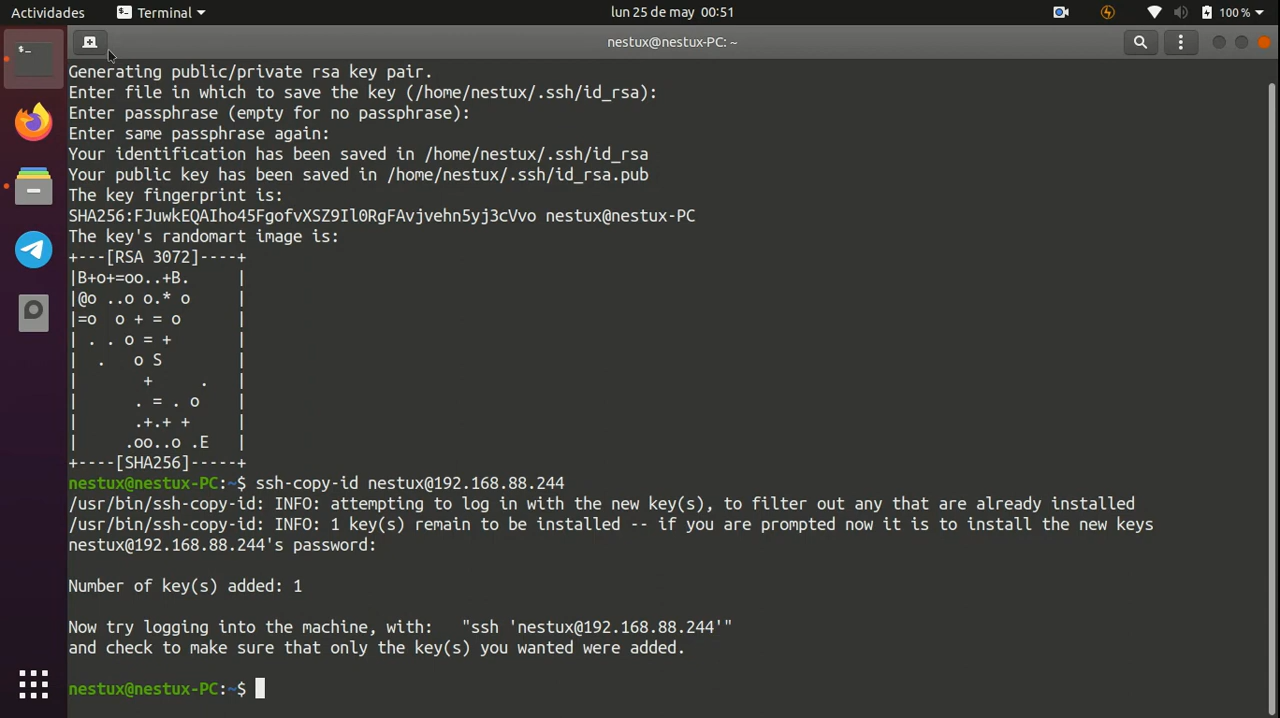 Actividades Terminal lun 25 de may 00:51 100 %
nestux@nestux-PC: ~
Generating public/private rsa key pair.
Enter file in which to save the key (/home/nestux/.ssh/id_rsa):
Enter passphrase (empty for no passphrase):
Enter same passphrase again:
Your identification has been saved in /home/nestux/.ssh/id_rsa
Your public key has been saved in /home/nestux/.ssh/id_rsa.pub
The key fingerprint is:
SHA256:FJuwkEQAIho45FgofvXSZ9Il0RgFAvjvehn5yj3cVvo nestux@nestux-PC
The key's randomart image is:
+---[RSA 3072]----+
|B+o+=oo..+B.     |
|@o ..o o.* o     |
|=o  o + = o      |
| . . o = +       |
|  .   o S        |
|       +     .   |
|      . = . o    |
|      .+.+ +     |
|     .oo..o .E   |
+----[SHA256]-----+
nestux@nestux-PC:~$ ssh-copy-id nestux@192.168.88.244
/usr/bin/ssh-copy-id: INFO: attempting to log in with the new key(s), to filter out any that are already installed
/usr/bin/ssh-copy-id: INFO: 1 key(s) remain to be installed -- if you are prompted now it is to install the new keys
nestux@192.168.88.244's password:
Number of key(s) added: 1
Now try logging into the machine, with:   "ssh 'nestux@192.168.88.244'"
and check to make sure that only the key(s) you wanted were added.
nestux@nestux-PC:~$